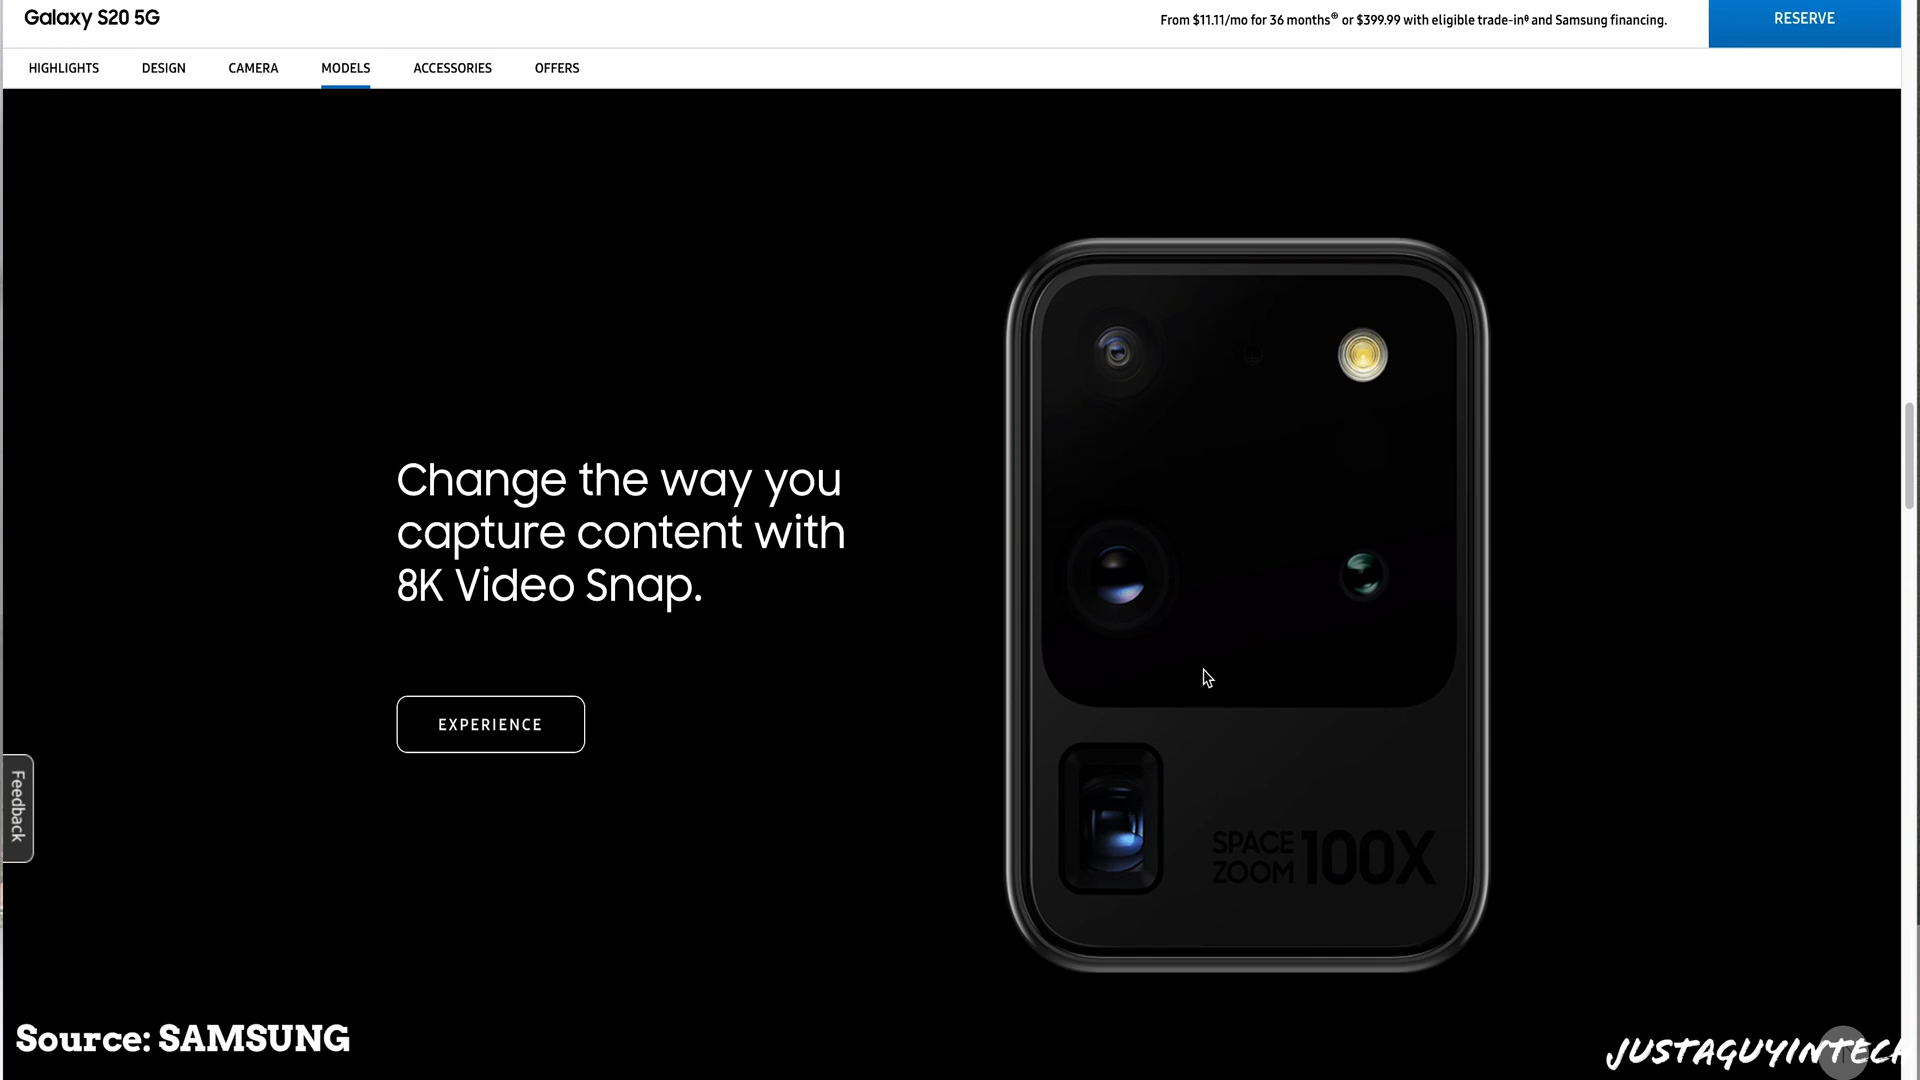 Galaxy S20 5G
From $11.11/mo for 36 months⊕ or $399.99 with eligible trade-inθ and Samsung financing.
RESERVE
HIGHLIGHTS DESIGN CAMERA MODELS ACCESSORIES OFFERS
Change the way you
capture content with
8K Video Snap.
EXPERIENCE
Feedback
SPACE
ZOOM 100X
Source: SAMSUNG
JUSTAGUYINTECH